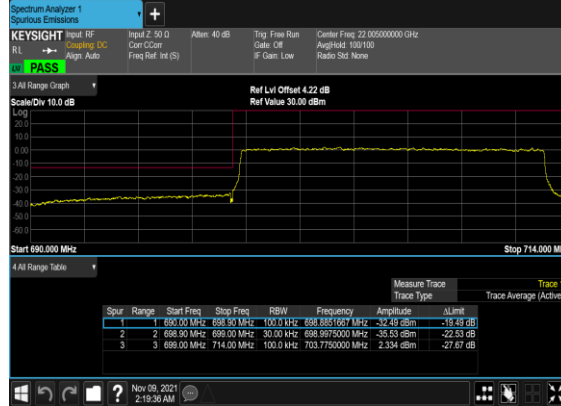 Spectrum Analyzer 1
Spurious Emissions
+
KEYSIGHT Input: RF Input Z: 50 Ω Atten: 40 dB Trig: Free Run Center Freq: 22.005000000 GHz
R L Coupling: DC Corr CCorr Gate: Off Avg|Hold: 100/100
Align: Auto Freq Ref: Int (S) IF Gain: Low Radio Std: None
PASS
3 All Range Graph
Ref Lvl Offset 4.22 dB
Scale/Div 10.0 dB Ref Value 30.00 dBm
Log
20.0
10.0
0.00
-10.0
-20.0
-30.0
-40.0
-50.0
-60.0
Start 690.000 MHz Stop 714.000 M
4 All Range Table
Measure Trace Trace
Trace Type Trace Average (Active
Spur Range Start Freq Stop Freq RBW Frequency Amplitude ΔLimit
1 1 690.00 MHz 698.90 MHz 100.0 kHz 698.8851667 MHz -32.49 dBm -19.49 dB
2 2 698.90 MHz 699.00 MHz 30.00 kHz 698.9975000 MHz -35.53 dBm -22.53 dB
3 3 699.00 MHz 714.00 MHz 100.0 kHz 703.7750000 MHz 2.334 dBm -27.67 dB
? Nov 09, 2021
2:19:36 AM